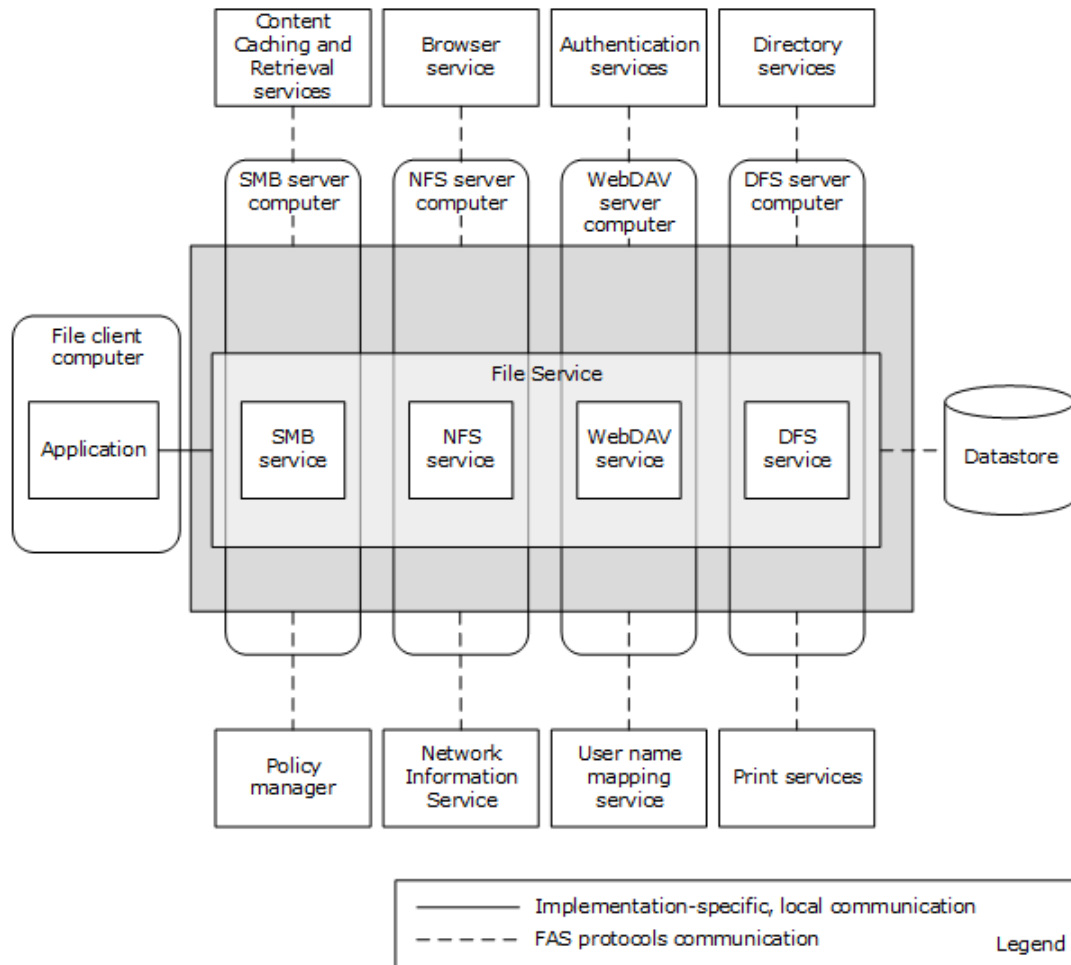 Content
Caching and
Retrieval
services
Browser
service
Authentication
services
Directory
services
SMB server
computer
NFS server
computer
WebDAV
server
computer
DFS server
computer
File client
computer
Application
File Service
SMB
service
NFS
service
WebDAV
service
DFS
service
Datastore
Policy
manager
Network
Information
Service
User name
mapping
service
Print services
Implementation-specific, local communication
FAS protocols communication
Legend